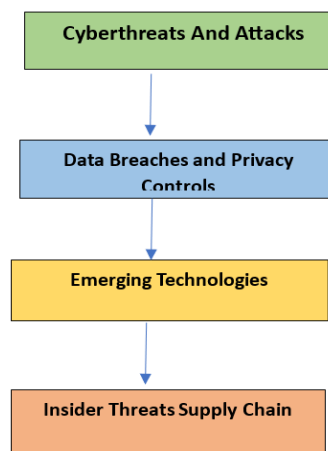 Cyberthreats And Attacks
Data Breaches and Privacy
Controls
Emerging Technologies
Insider Threats Supply Chain